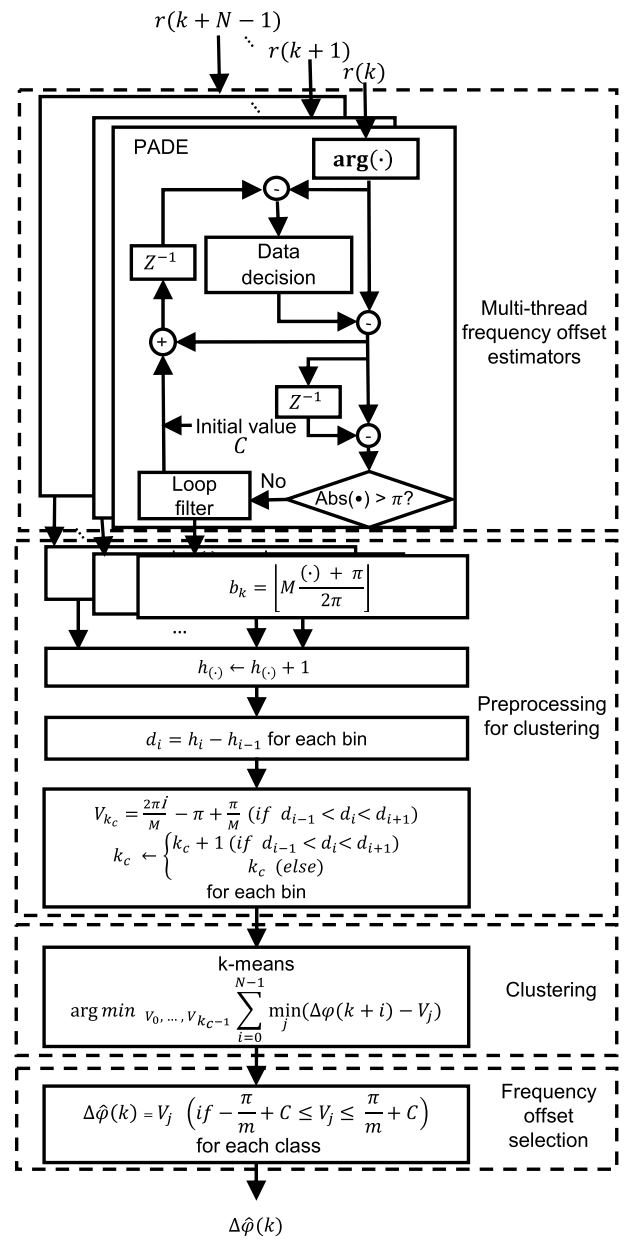 r(k + N − 1)
⋱
r(k + 1)
r(k)
⋱
PADE
arg(·)
-
Z⁻¹
Data
decision
-
+
Z⁻¹
Initial value
C
-
No
Loop
filter
Abs(•) > π?
Multi-thread
frequency offset
estimators
⋱
b_k = ⌊M ((·) + π)/(2π)⌋
...
h_(·) ← h_(·) + 1
d_i = h_i − h_{i−1} for each bin
V_{k_c} = 2πi/M − π + π/M (if d_{i−1} < d_i < d_{i+1})
k_c ← { k_c + 1 (if d_{i−1} < d_i < d_{i+1})
k_c (else)
for each bin
Preprocessing
for clustering
k-means
arg min V_0, … , V_{k_{C−1}} ∑_{i=0}^{N−1} min_j (Δφ(k + i) − V_j)
Clustering
Δφ̂(k) = V_j (if − π/m + C ≤ V_j ≤ π/m + C)
for each class
Frequency
offset
selection
Δφ̂(k)